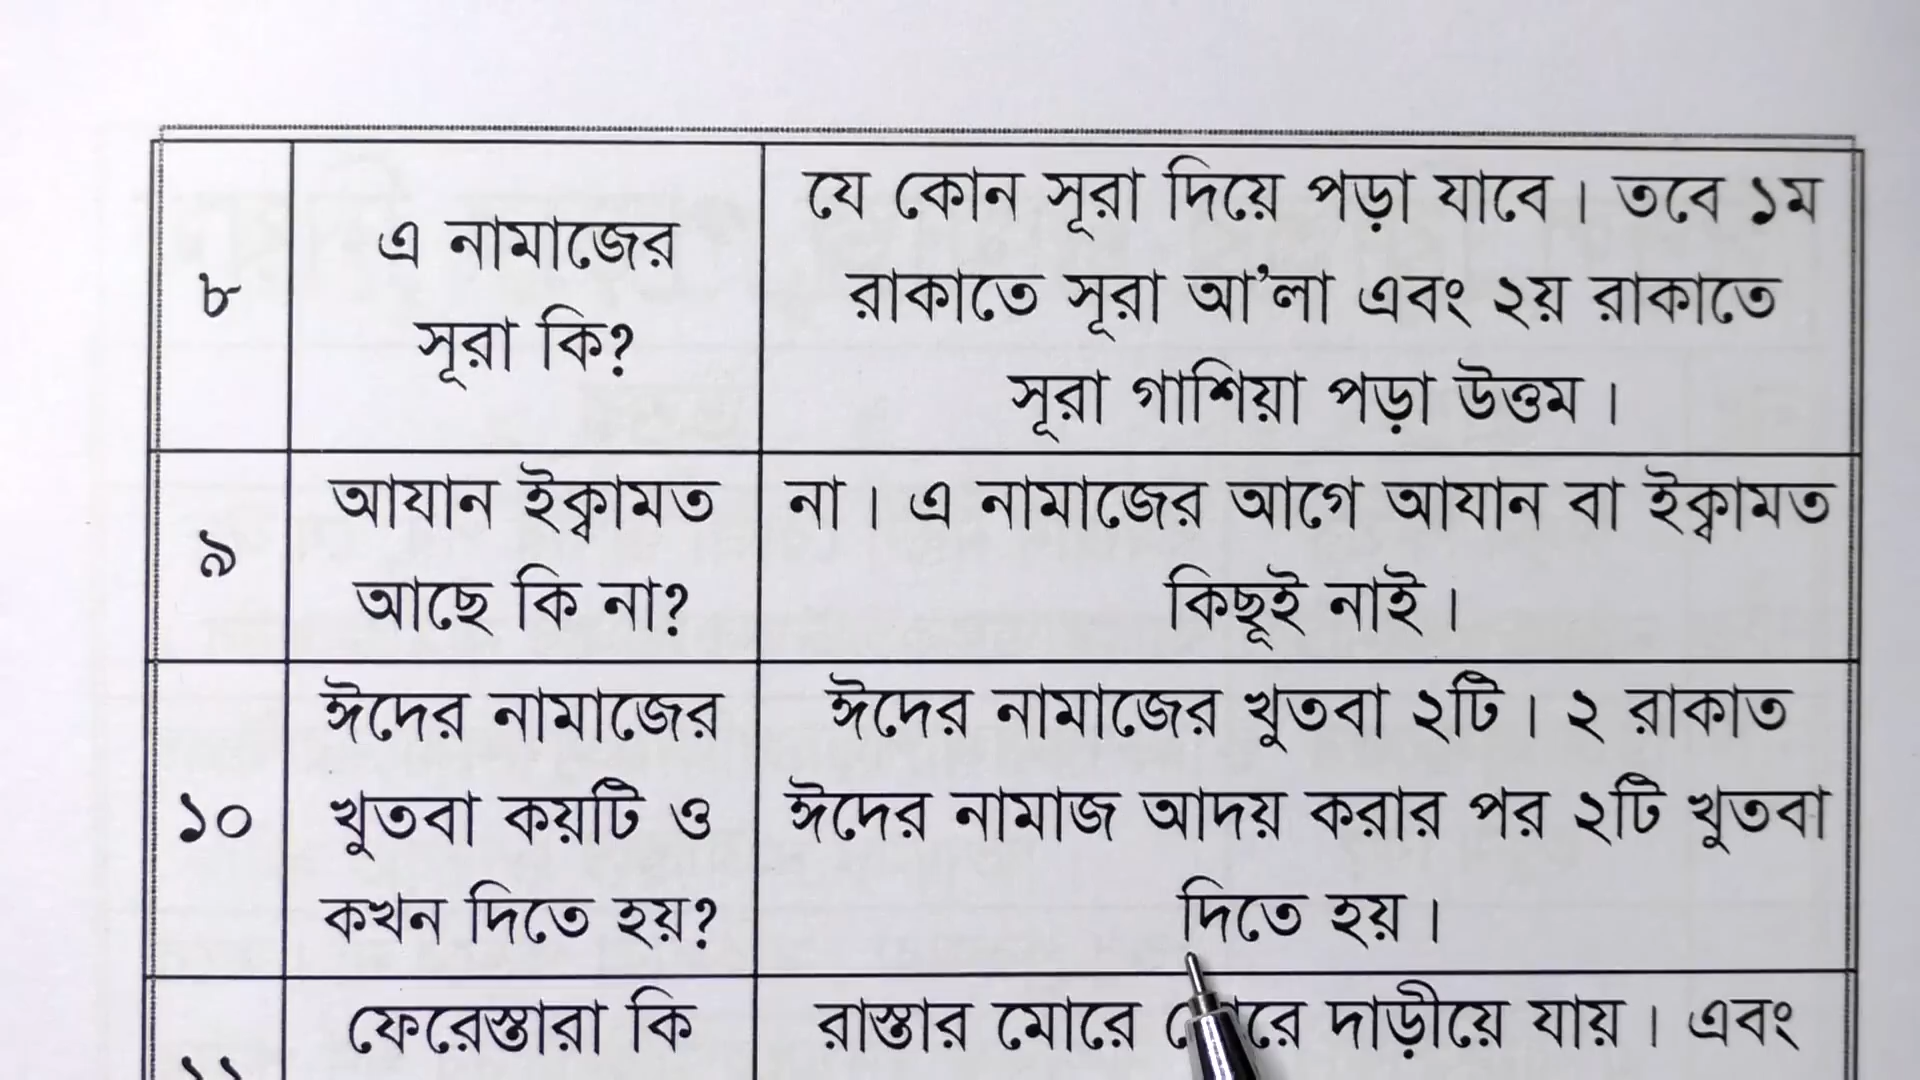 ৮
এ নামাজের
সূরা কি?
যে কোন সূরা দিয়ে পড়া যাবে। তবে ১ম
রাকাতে সূরা আ'লা এবং ২য় রাকাতে
সূরা গাশিয়া পড়া উত্তম।
৯
আযান ইক্বামত
আছে কি না?
না। এ নামাজের আগে আযান বা ইক্বামত
কিছূই নাই।
১০
ঈদের নামাজের
খুতবা কয়টি ও
কখন দিতে হয়?
ঈদের নামাজের খুতবা ২টি। ২ রাকাত
ঈদের নামাজ আদয় করার পর ২টি খুতবা
দিতে হয়।
১১
ফেরেস্তারা কি
রাস্তার মোরে দাড়ীয়ে যায়। এবং